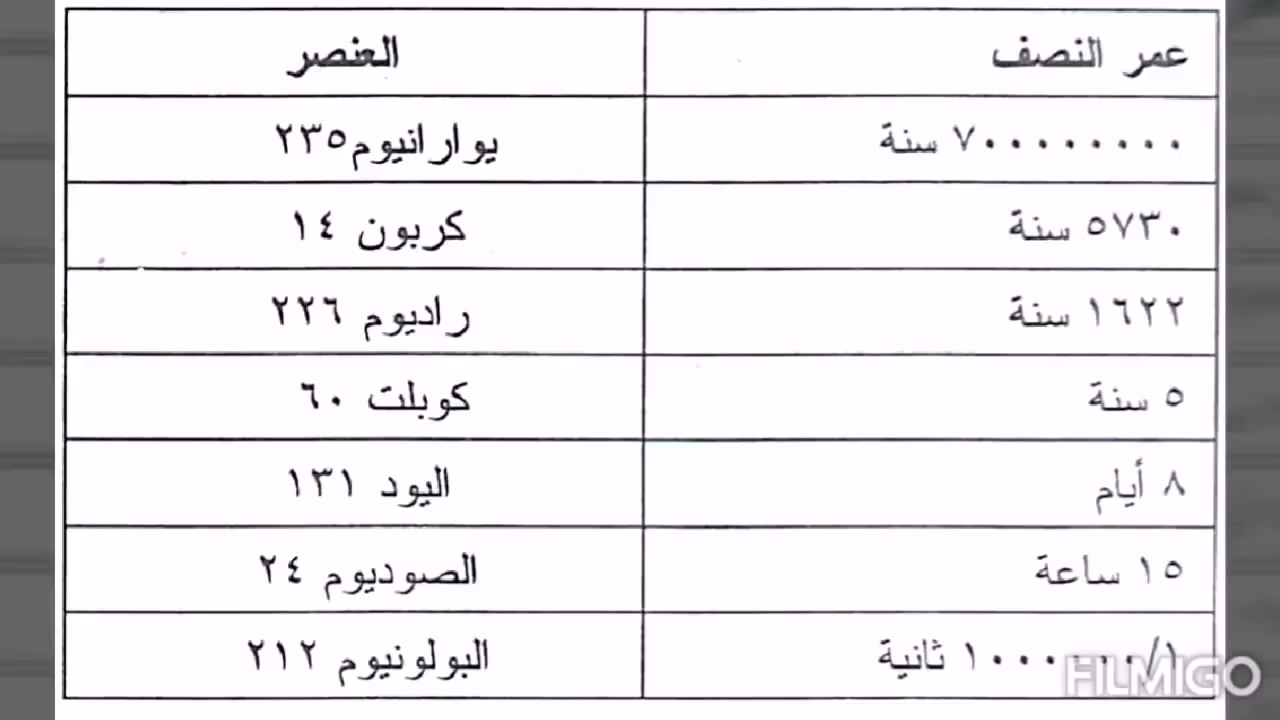 عمر النصف العنصر
٧٠٠٠٠٠٠٠٠ سنة يوارانيوم٢٣٥
٥٧٣٠ سنة كربون ١٤
١٦٢٢ سنة راديوم ٢٢٦
٥ سنة كوبلت ٦٠
٨ أيام اليود ١٣١
١٥ ساعة الصوديوم ٢٤
١/١٠٠٠٠٠٠ ثانية البولونيوم ٢١٢
FILMIGO